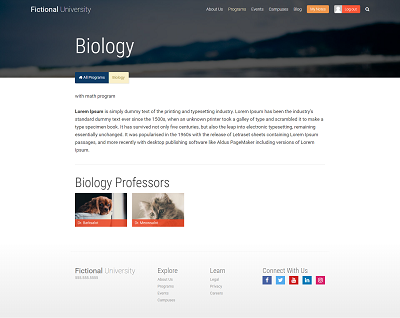 Fictional University
About Us Programs Events Campuses Blog My Notes Log Out
Biology
All Programs Biology
with math program
Lorem Ipsum is simply dummy text of the printing and typesetting industry. Lorem Ipsum has been the industry's
standard dummy text ever since the 1500s, when an unknown printer took a galley of type and scrambled it to make a
type specimen book. It has survived not only five centuries, but also the leap into electronic typesetting, remaining
essentially unchanged. It was popularised in the 1960s with the release of Letraset sheets containing Lorem Ipsum
passages, and more recently with desktop publishing software like Aldus PageMaker including versions of Lorem
Ipsum.
Biology Professors
Dr. Barksalot
Dr. Meowsalot
Fictional University
555.555.5555
Explore
About Us
Programs
Events
Campuses
Learn
Legal
Privacy
Careers
Connect With Us